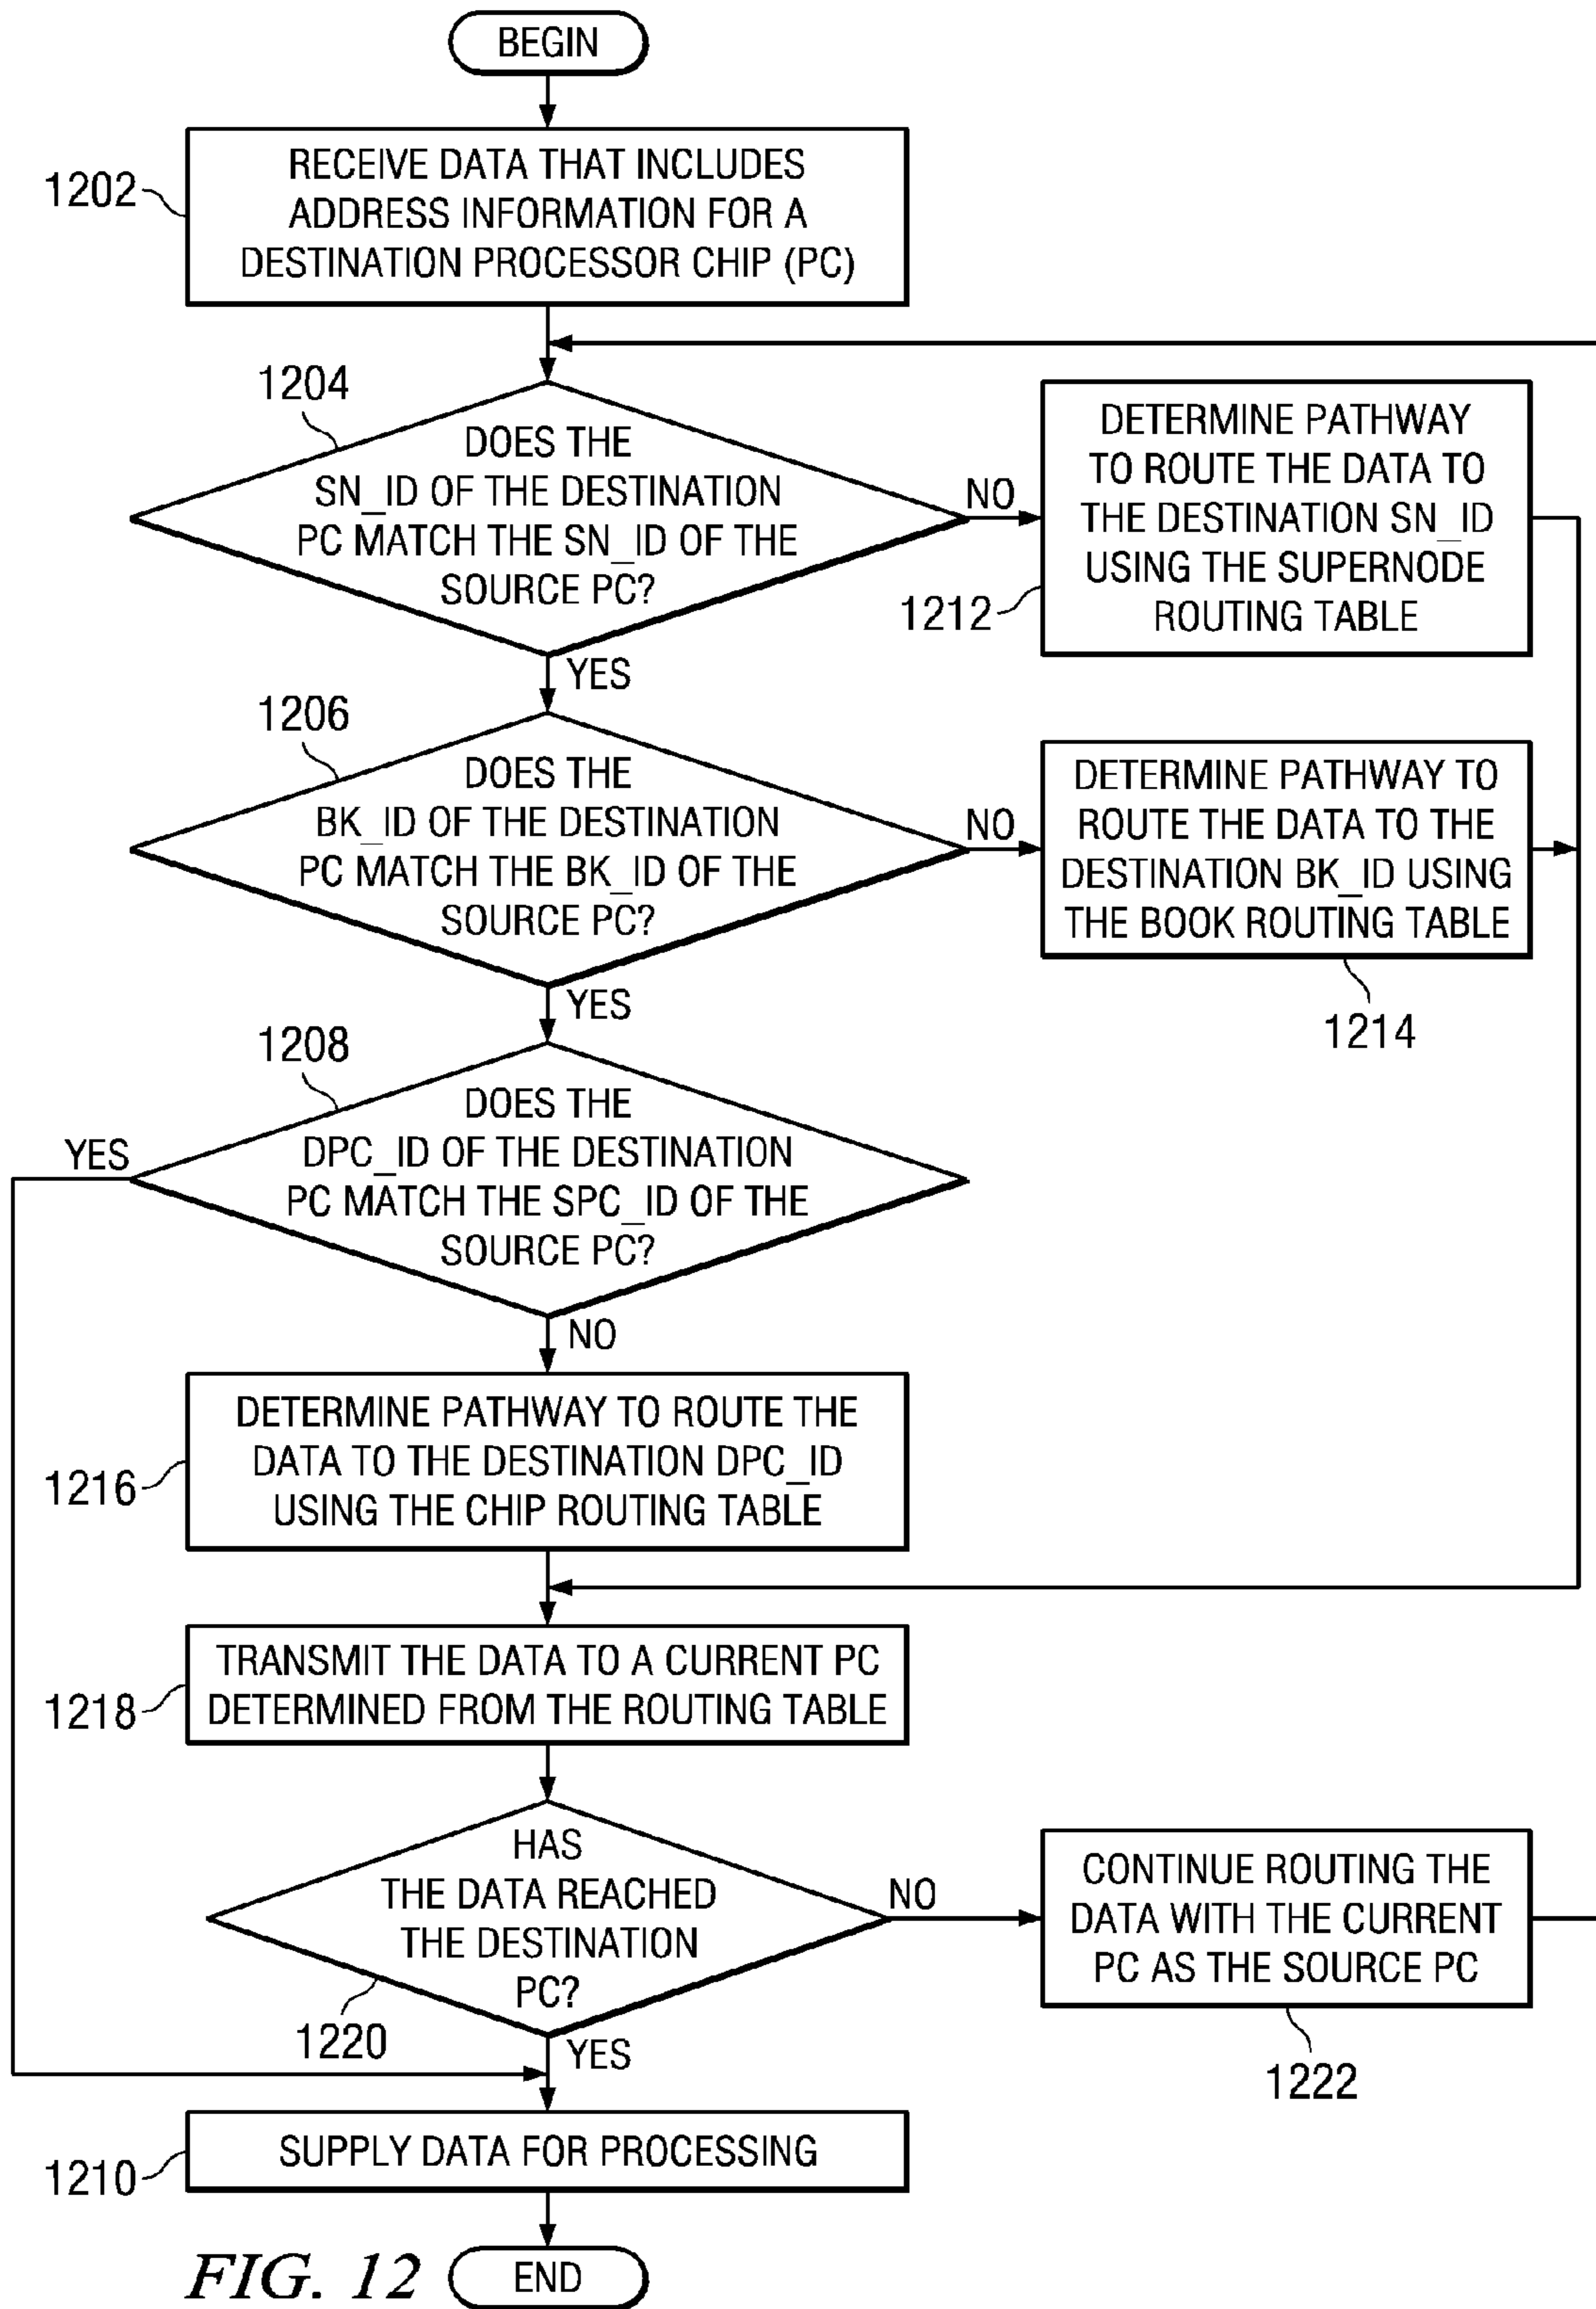 BEGIN
1202
RECEIVE DATA THAT INCLUDES
ADDRESS INFORMATION FOR A
DESTINATION PROCESSOR CHIP (PC)
1204
DOES THE
SN_ID OF THE DESTINATION
PC MATCH THE SN_ID OF THE
SOURCE PC?
NO
YES
1212
DETERMINE PATHWAY
TO ROUTE THE DATA TO
THE DESTINATION SN_ID
USING THE SUPERNODE
ROUTING TABLE
1206
DOES THE
BK_ID OF THE DESTINATION
PC MATCH THE BK_ID OF THE
SOURCE PC?
NO
YES
DETERMINE PATHWAY TO
ROUTE THE DATA TO THE
DESTINATION BK_ID USING
THE BOOK ROUTING TABLE
1214
1208
DOES THE
DPC_ID OF THE DESTINATION
PC MATCH THE SPC_ID OF THE
SOURCE PC?
YES
NO
1216
DETERMINE PATHWAY TO ROUTE THE
DATA TO THE DESTINATION DPC_ID
USING THE CHIP ROUTING TABLE
1218
TRANSMIT THE DATA TO A CURRENT PC
DETERMINED FROM THE ROUTING TABLE
HAS
THE DATA REACHED
THE DESTINATION
PC?
1220
NO
YES
CONTINUE ROUTING THE
DATA WITH THE CURRENT
PC AS THE SOURCE PC
1222
1210
SUPPLY DATA FOR PROCESSING
END
FIG. 12